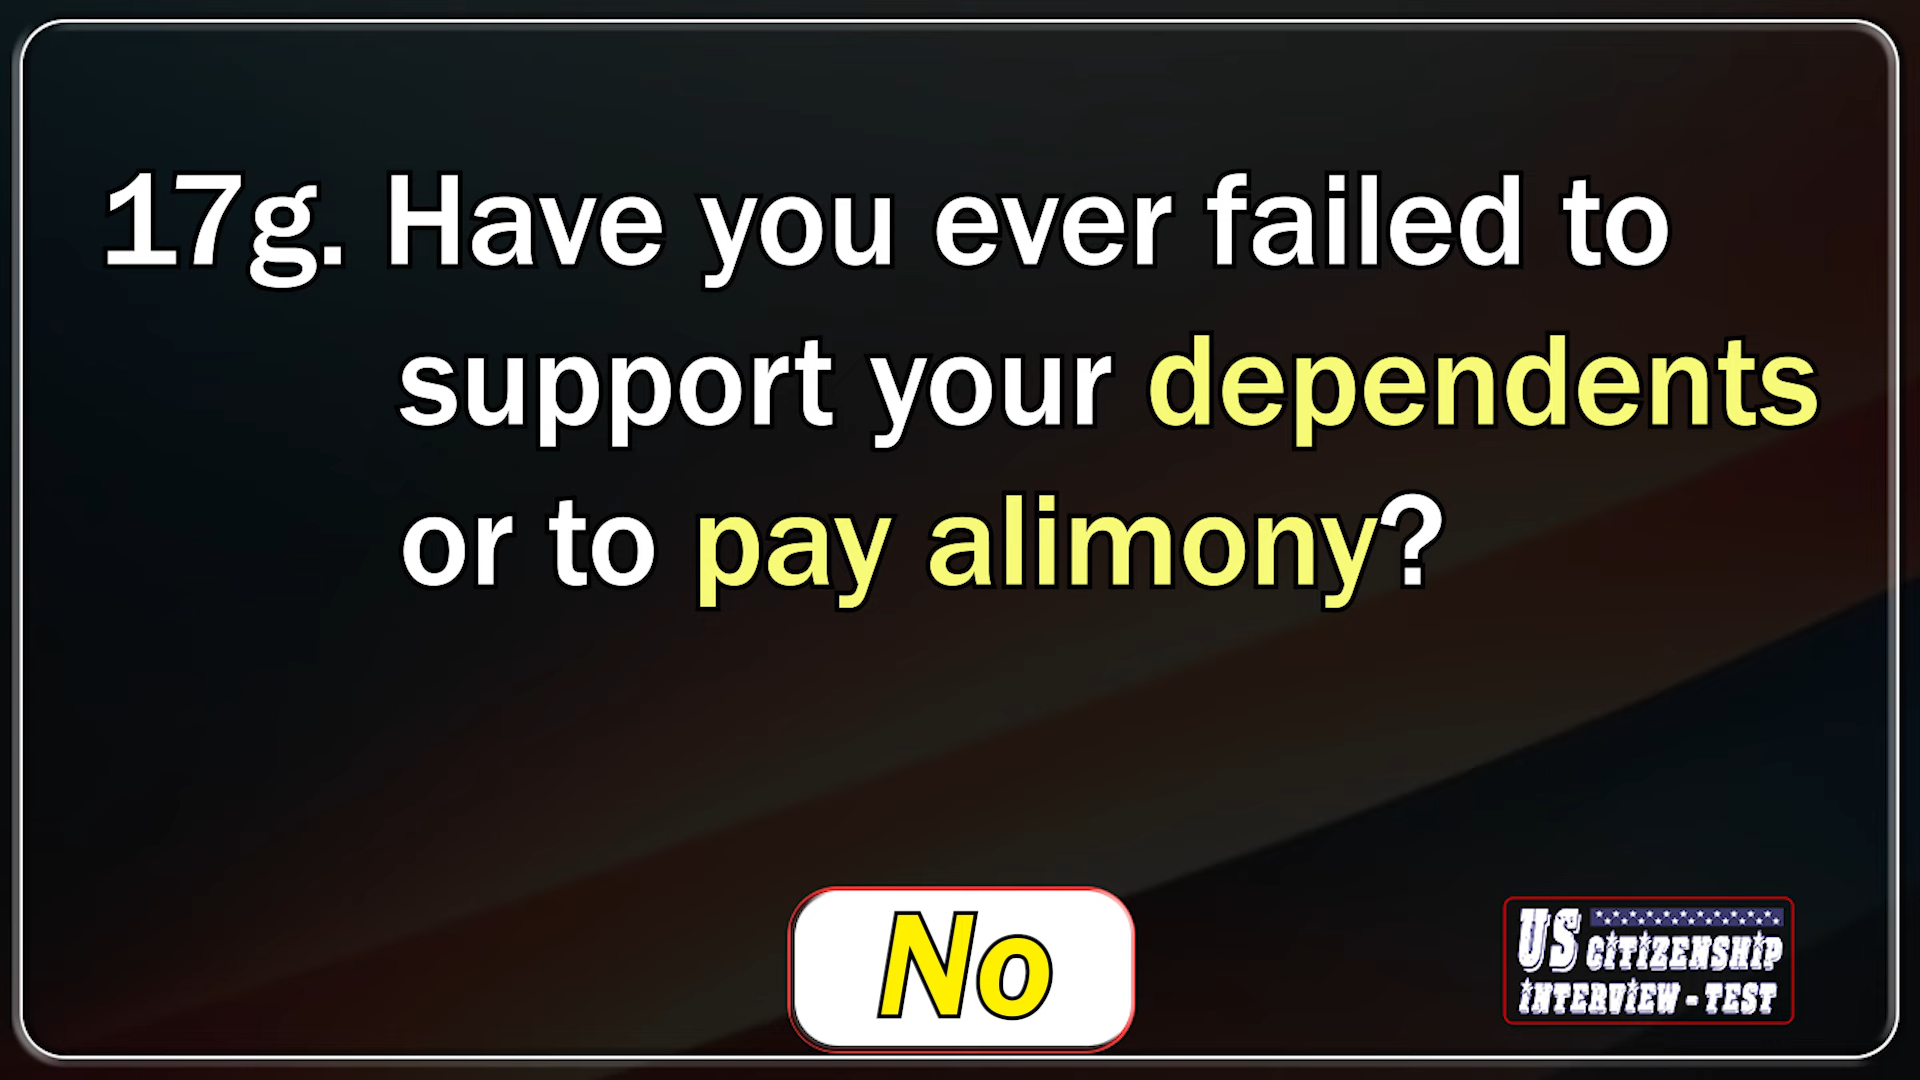 17g. Have you ever failed to
support your dependents
or to pay alimony?
No
US CITIZENSHIP
INTERVIEW - TEST